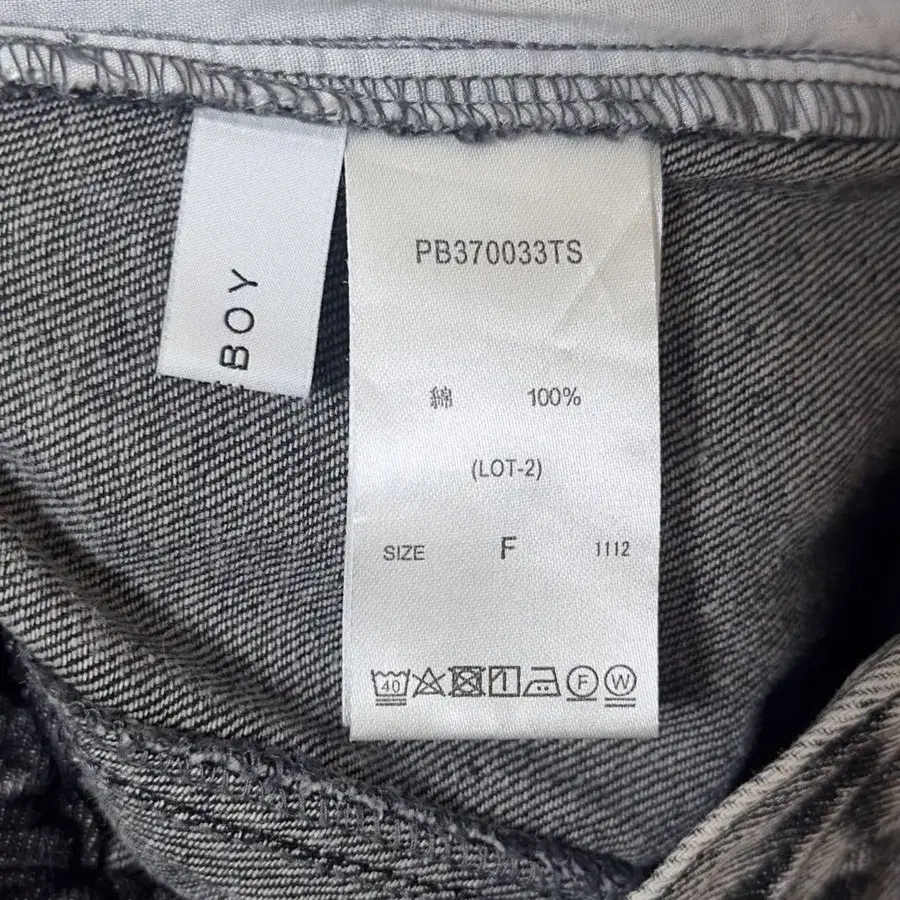 BOY
PB370033TS
綿 100%
(LOT-2)
SIZE F 1112
40 F W